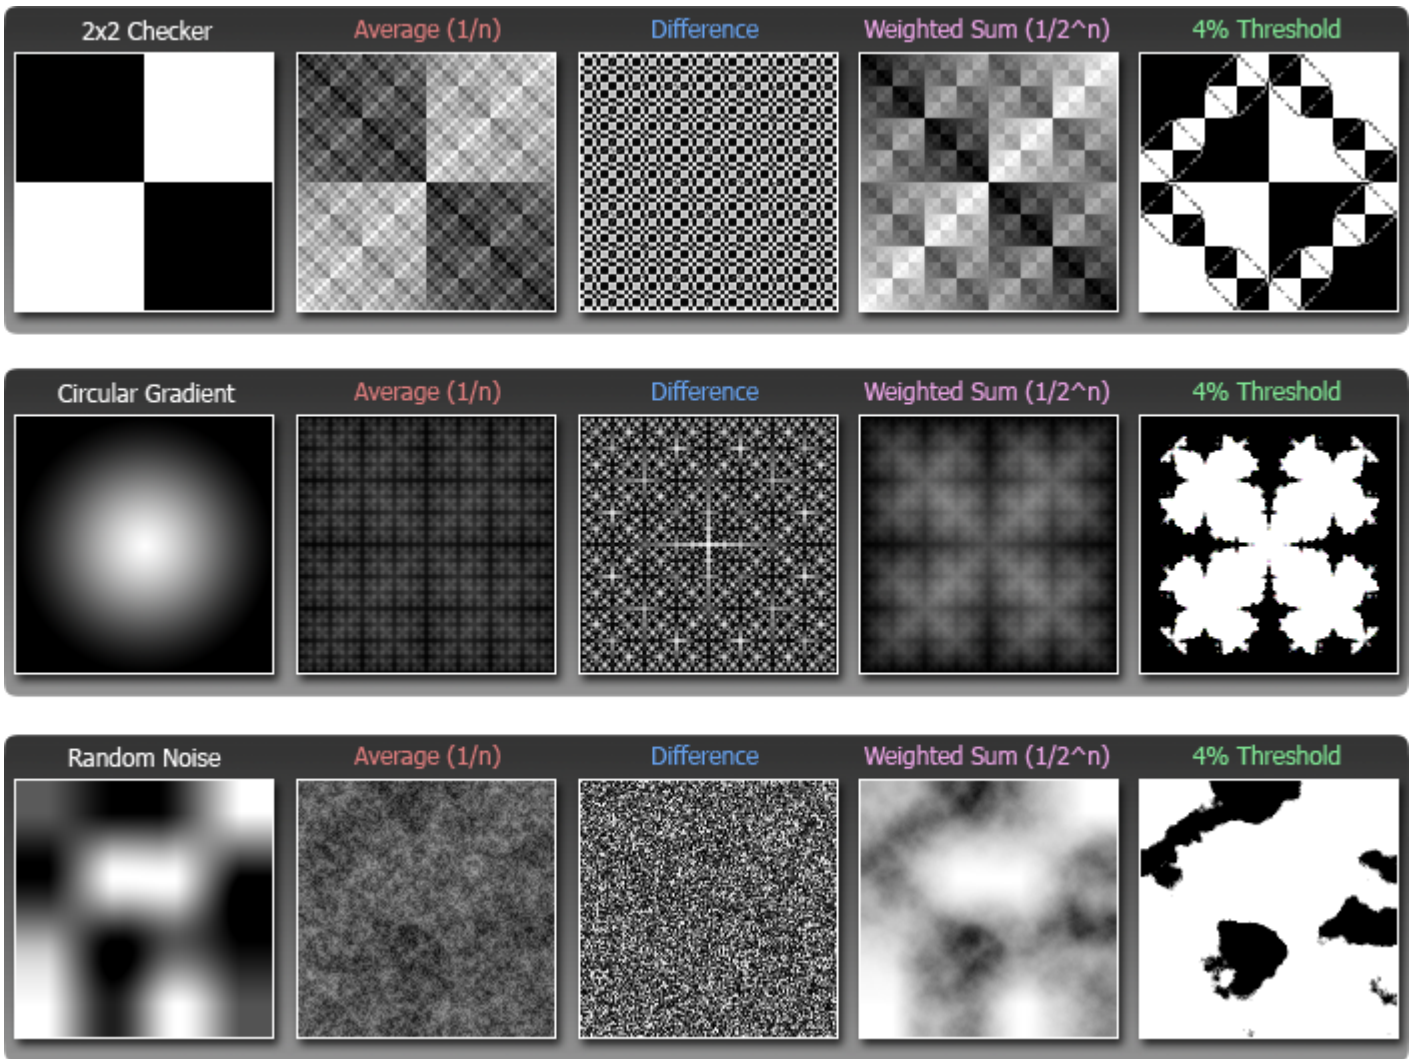 2x2 Checker Average (1/n) Difference Weighted Sum (1/2^n) 4% Threshold
Circular Gradient Average (1/n) Difference Weighted Sum (1/2^n) 4% Threshold
Random Noise Average (1/n) Difference Weighted Sum (1/2^n) 4% Threshold